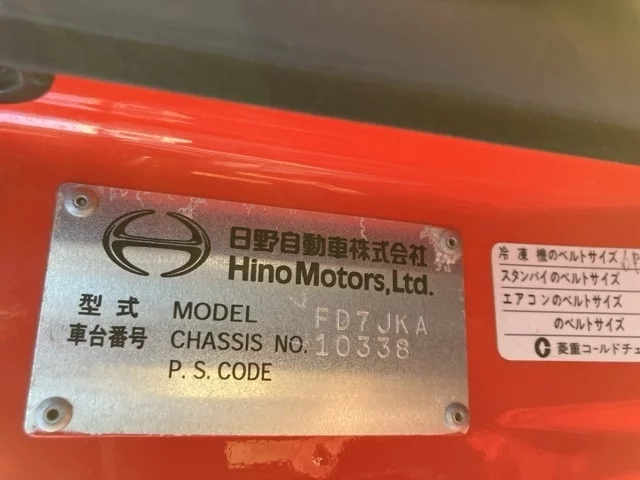 日野自動車株式会社
Hino Motors,Ltd.
型式 MODEL FD7JKA
車台番号 CHASSIS NO. 10338
P.S.CODE
冷凍機のベルトサイズ
スタンバイのベルトサイズ
エアコンのベルトサイズ
のベルトサイズ
菱重コールドチェ